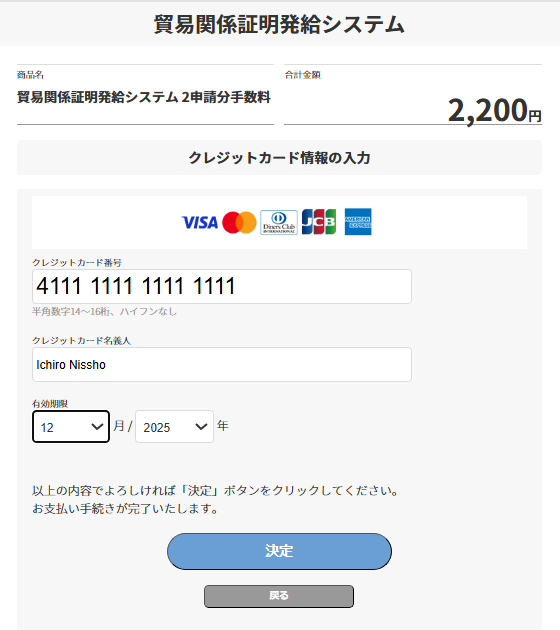 貿易関係証明発給システム
商品名
貿易関係証明発給システム 2申請分手数料
合計金額
2,200円
クレジットカード情報の入力
VISA
Diners Club
INTERNATIONAL
JCB
AMERICAN
EXPRESS
クレジットカード番号
4111 1111 1111 1111
半角数字14～16桁、ハイフンなし
クレジットカード名義人
Ichiro Nissho
有効期限
12 月 / 2025 年
以上の内容でよろしければ「決定」ボタンをクリックしてください。
お支払い手続きが完了いたします。
決定
戻る